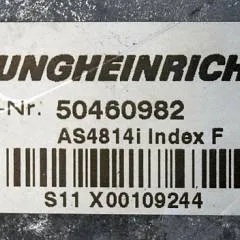 UNGHEINRICH
-Nr: 50460982
AS4814i Index F
S11 X00109244